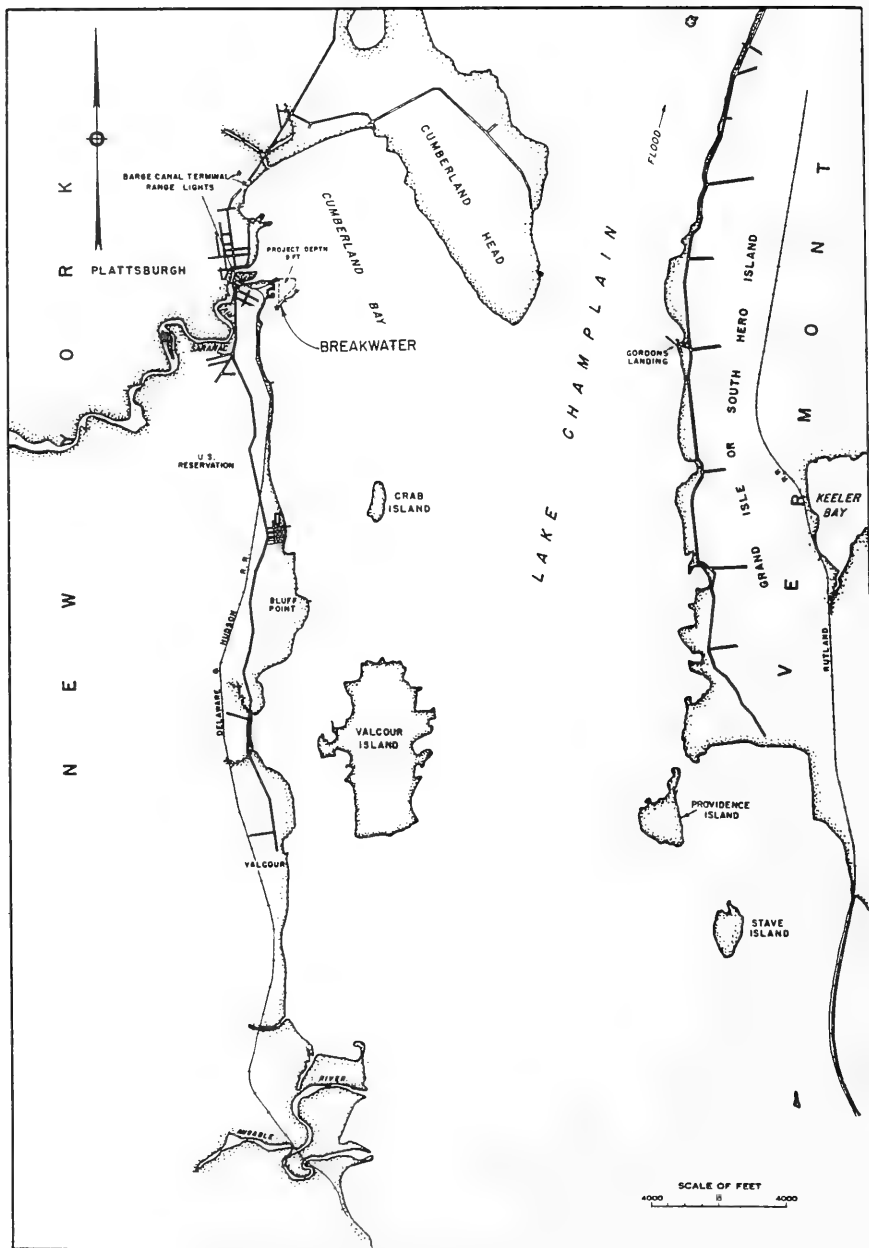 NEW YORK
BARGE CANAL TERMINAL
RANGE LIGHTS
PLATTSBURGH
PROJECT DEPTH
9 FT
BREAKWATER
SARANAC
U.S.
RESERVATION
CUMBERLAND BAY
CUMBERLAND
HEAD
FLOOD
LAKE CHAMPLAIN
VERMONT
GRAND ISLE OR SOUTH HERO ISLAND
GORDONS
LANDING
KEELER
BAY
RUTLAND
R
CRAB
ISLAND
BLUFF
POINT
DELAWARE & HUDSON R. R.
VALCOUR
ISLAND
VALCOUR
PROVIDENCE
ISLAND
STAVE
ISLAND
AUSABLE
RIVER
SCALE OF FEET
4000 0 4000